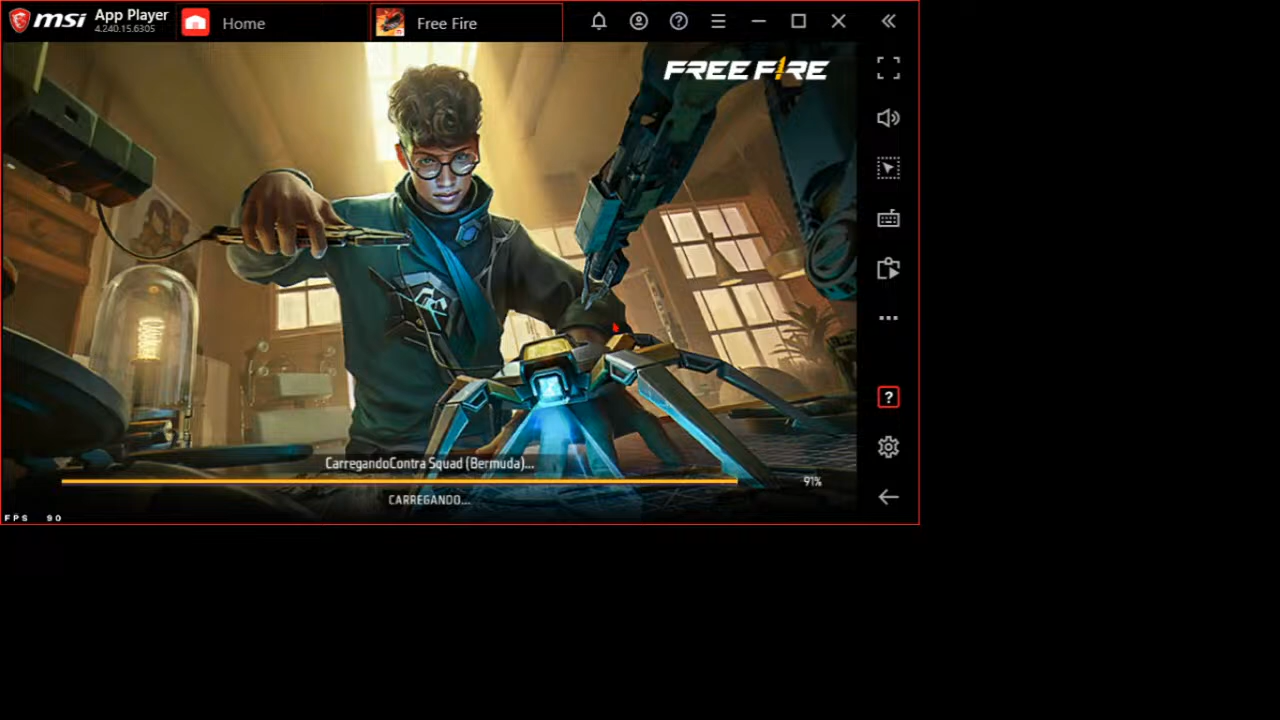 msi App Player
4.240.15.6305
Home
Free Fire
FREE FIRE
CarregandoContra Squad (Bermuda)...
91%
CARREGANDO...
FPS 90